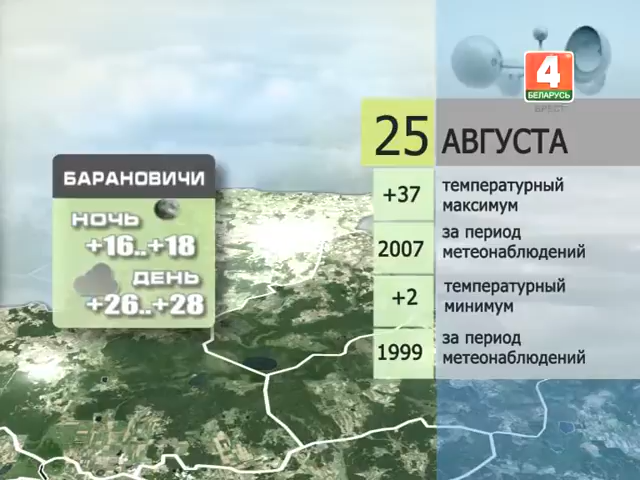 4
БЕЛАРУСЬ
БРЕСТ
25 АВГУСТА
БАРАНОВИЧИ
НОЧЬ
+16..+18
ДЕНЬ
+26..+28
+37
температурный
максимум
2007
за период
метеонаблюдений
+2
температурный
минимум
1999
за период
метеонаблюдений